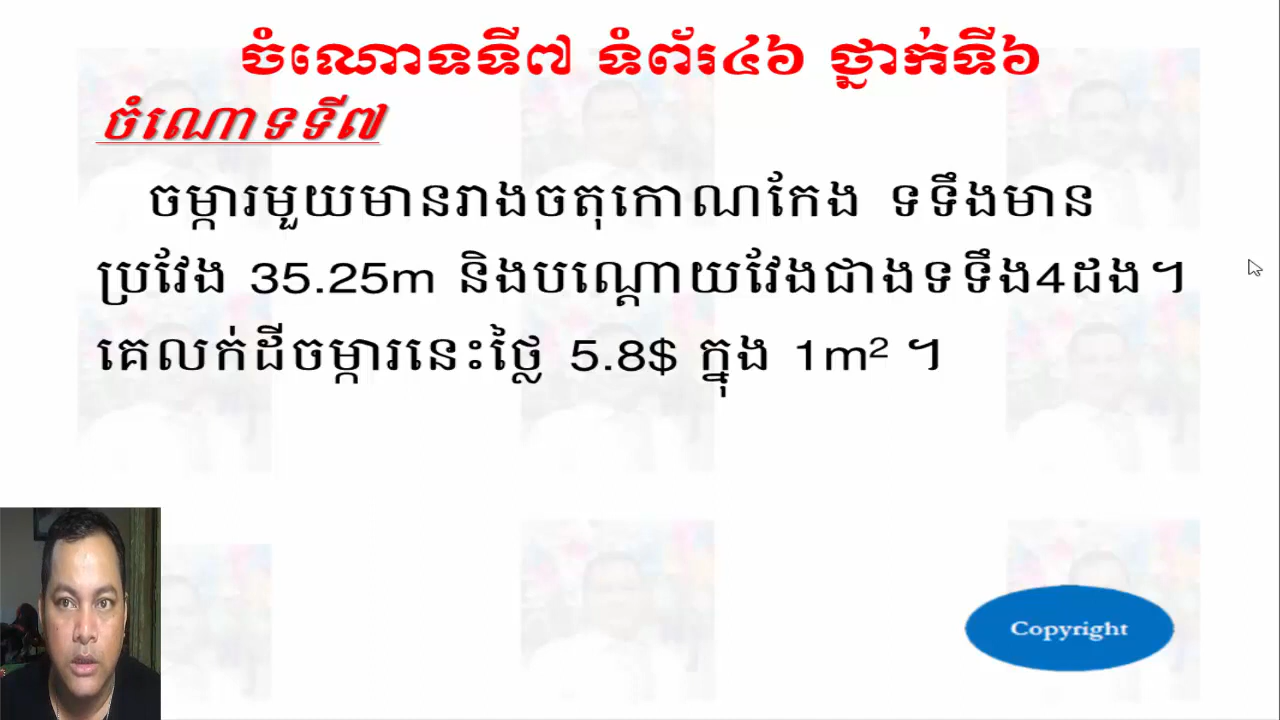 ចំណោទទី៧ ទំព័រ៤៦ ថ្នាក់ទី៦
ចំណោទទី៧
ចម្ការមួយមានរាងចតុកោណកែង ទទឹងមាន
ប្រវែង 35.25m និងបណ្តោយវែងជាងទទឹង4ដង។
គេលក់ដីចម្ការនេះថ្លៃ 5.8$ ក្នុង 1m² ។
Copyright